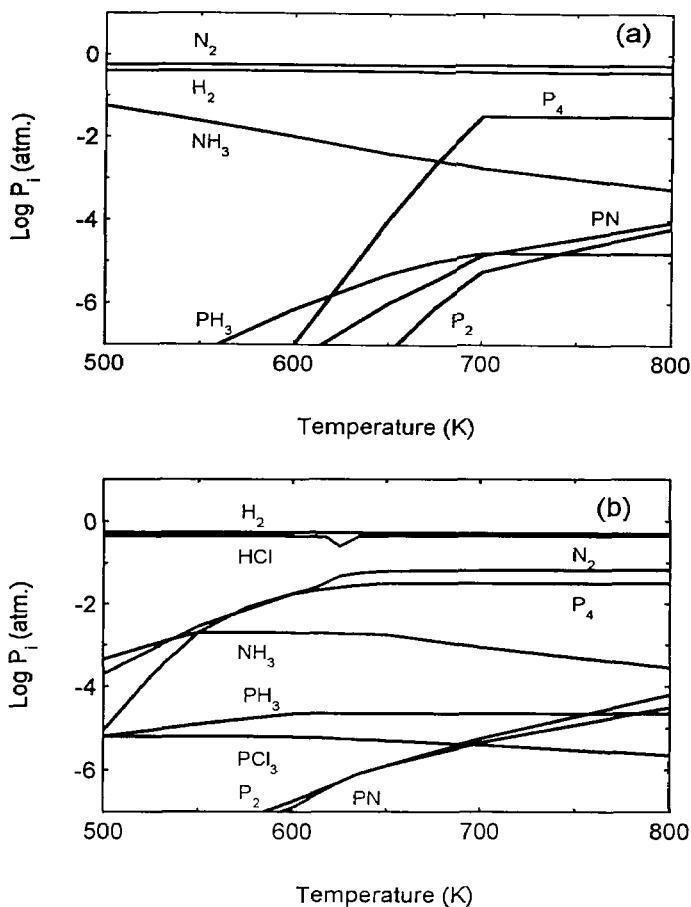 (a)
0
N₂
H₂
P₄
-2
NH₃
Log Pᵢ (atm.)
-4
PN
-6
PH₃
P₂
500
600
700
800
Temperature (K)
(b)
0
H₂
HCl
N₂
-2
P₄
Log Pᵢ (atm.)
NH₃
-4
PH₃
PCl₃
-6
P₂
PN
500
600
700
800
Temperature (K)